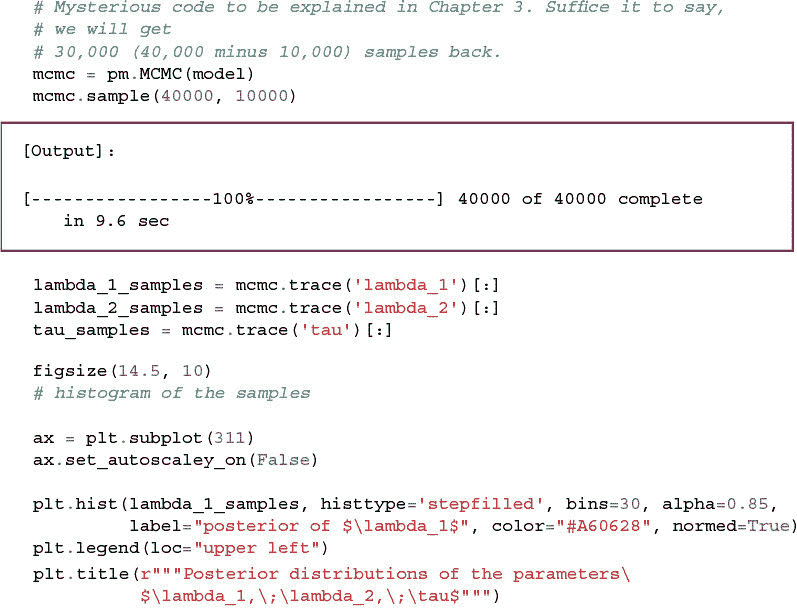 # Mysterious code to be explained in Chapter 3. Suffice it to say,
# we will get
# 30,000 (40,000 minus 10,000) samples back.
mcmc = pm.MCMC(model)
mcmc.sample(40000, 10000)
[Output]:
[-----------------100%-----------------] 40000 of 40000 complete
    in 9.6 sec
lambda_1_samples = mcmc.trace('lambda_1')[:]
lambda_2_samples = mcmc.trace('lambda_2')[:]
tau_samples = mcmc.trace('tau')[:]
figsize(14.5, 10)
# histogram of the samples
ax = plt.subplot(311)
ax.set_autoscaley_on(False)
plt.hist(lambda_1_samples, histtype='stepfilled', bins=30, alpha=0.85,
         label="posterior of $\lambda_1$", color="#A60628", normed=True)
plt.legend(loc="upper left")
plt.title(r"""Posterior distributions of the parameters\
          $\lambda_1,\;\lambda_2,\;\tau$""")